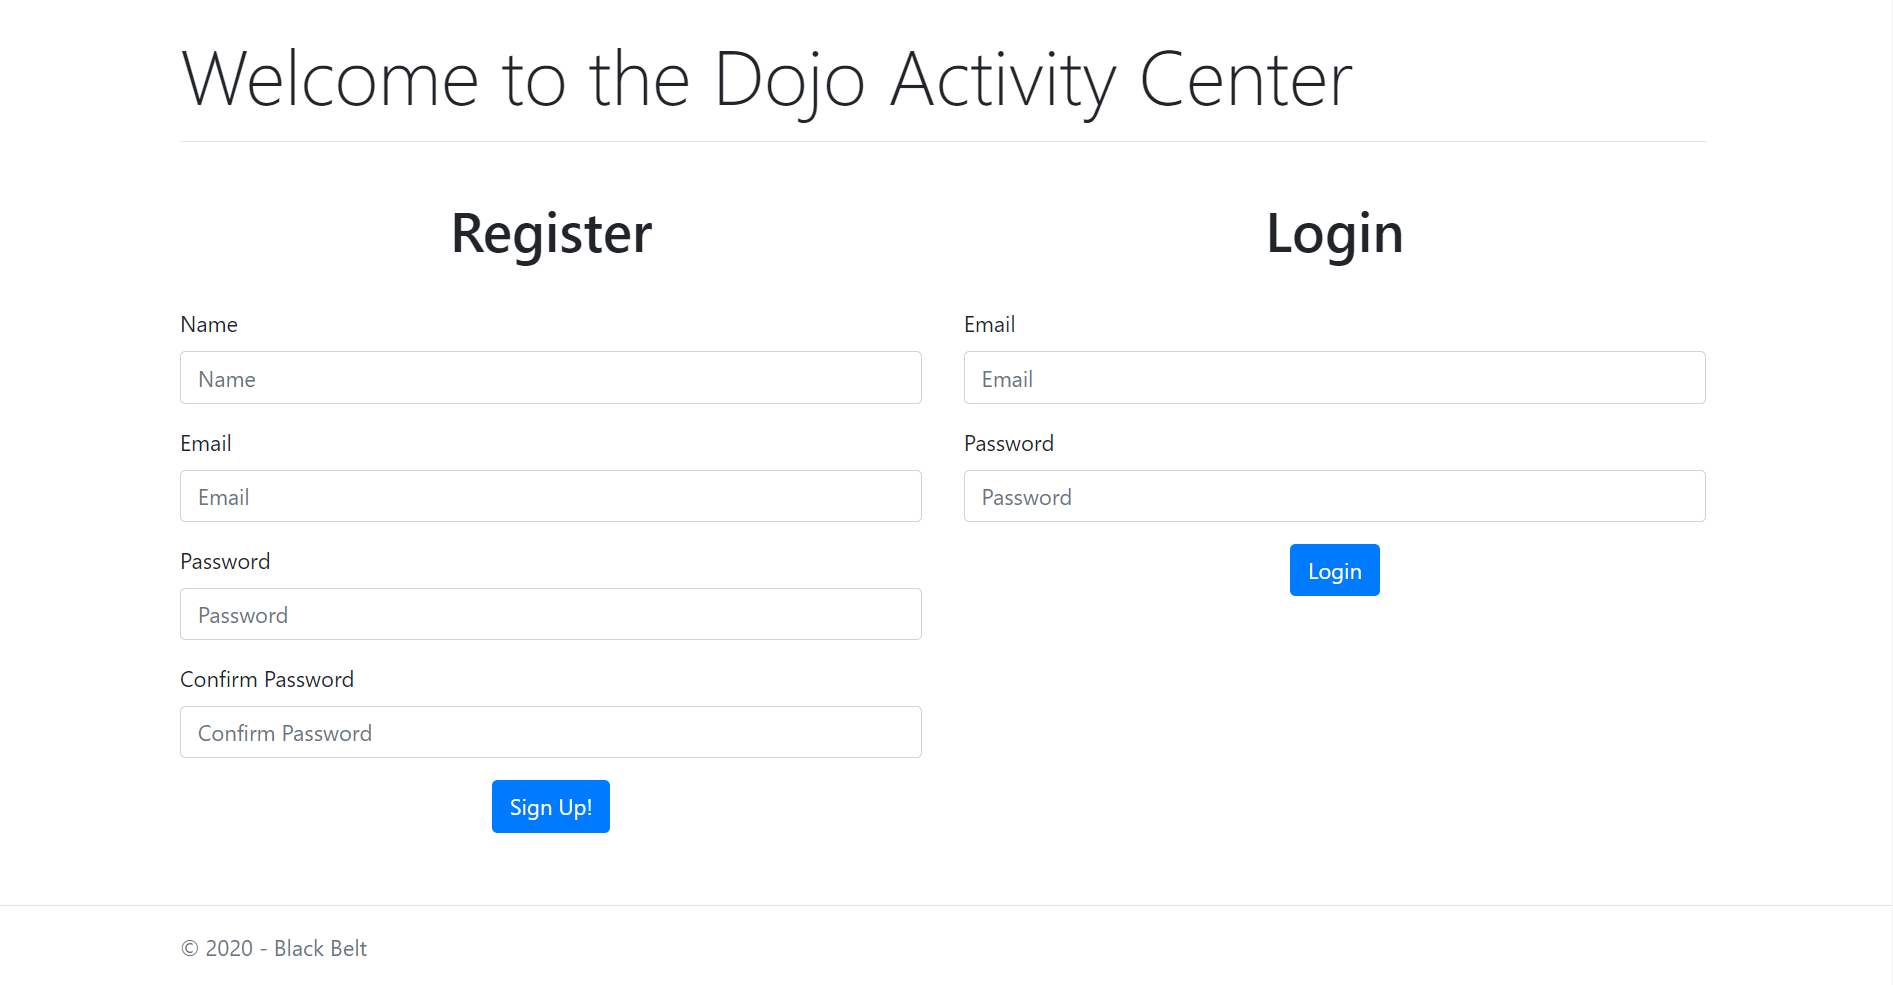 Welcome to the Dojo Activity Center
Register
Name
Name
Email
Email
Password
Password
Confirm Password
Confirm Password
Sign Up!
Login
Email
Email
Password
Password
Login
© 2020 - Black Belt